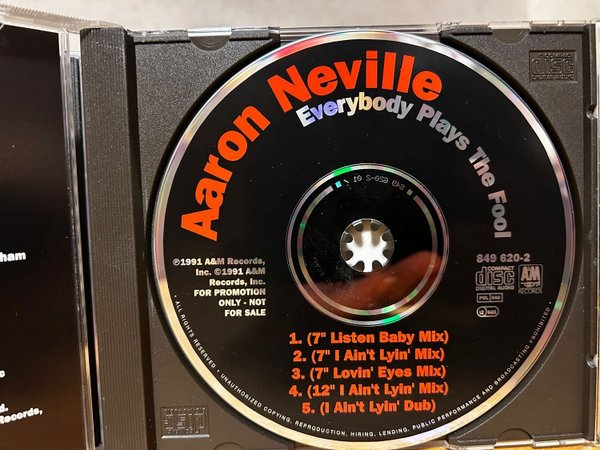 Aaron Neville
Everybody Plays The Fool
849 620-2
COMPACT
disc
DIGITAL AUDIO
A&M
RECORDS
℗1991 A&M Records,
Inc. ©1991 A&M
Records, Inc.
FOR PROMOTION
ONLY - NOT
FOR SALE
1. (7" Listen Baby Mix)
2. (7" I Ain't Lyin' Mix)
3. (7" Lovin' Eyes Mix)
4. (12" I Ain't Lyin' Mix)
5. (I Ain't Lyin' Dub)
· ALL RIGHTS RESERVED · UNAUTHORIZED COPYING, REPRODUCTION, HIRING, LENDING, PUBLIC PERFORMANCE AND BROADCASTING PROHIBITED ·
ham
c
d.
Records,